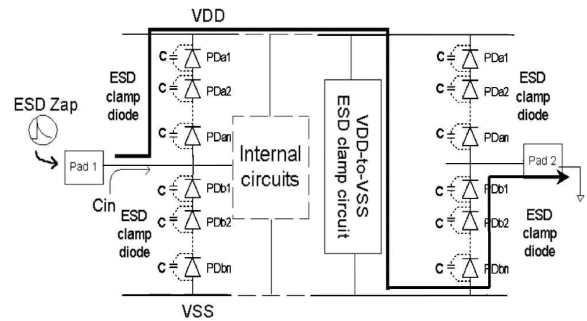 VDD
C
PDa1
C
PDa2
C
PDan
ESD
clamp
diode
ESD Zap
Pad 1
Cin
C
PDb1
C
PDb2
C
PDbn
ESD
clamp
diode
Internal
circuits
VDD-to-VSS
ESD clamp circuit
C
PDa1
C
PDa2
C
PDan
ESD
clamp
diode
Pad 2
C
PDb1
C
PDb2
C
PDbn
ESD
clamp
diode
VSS